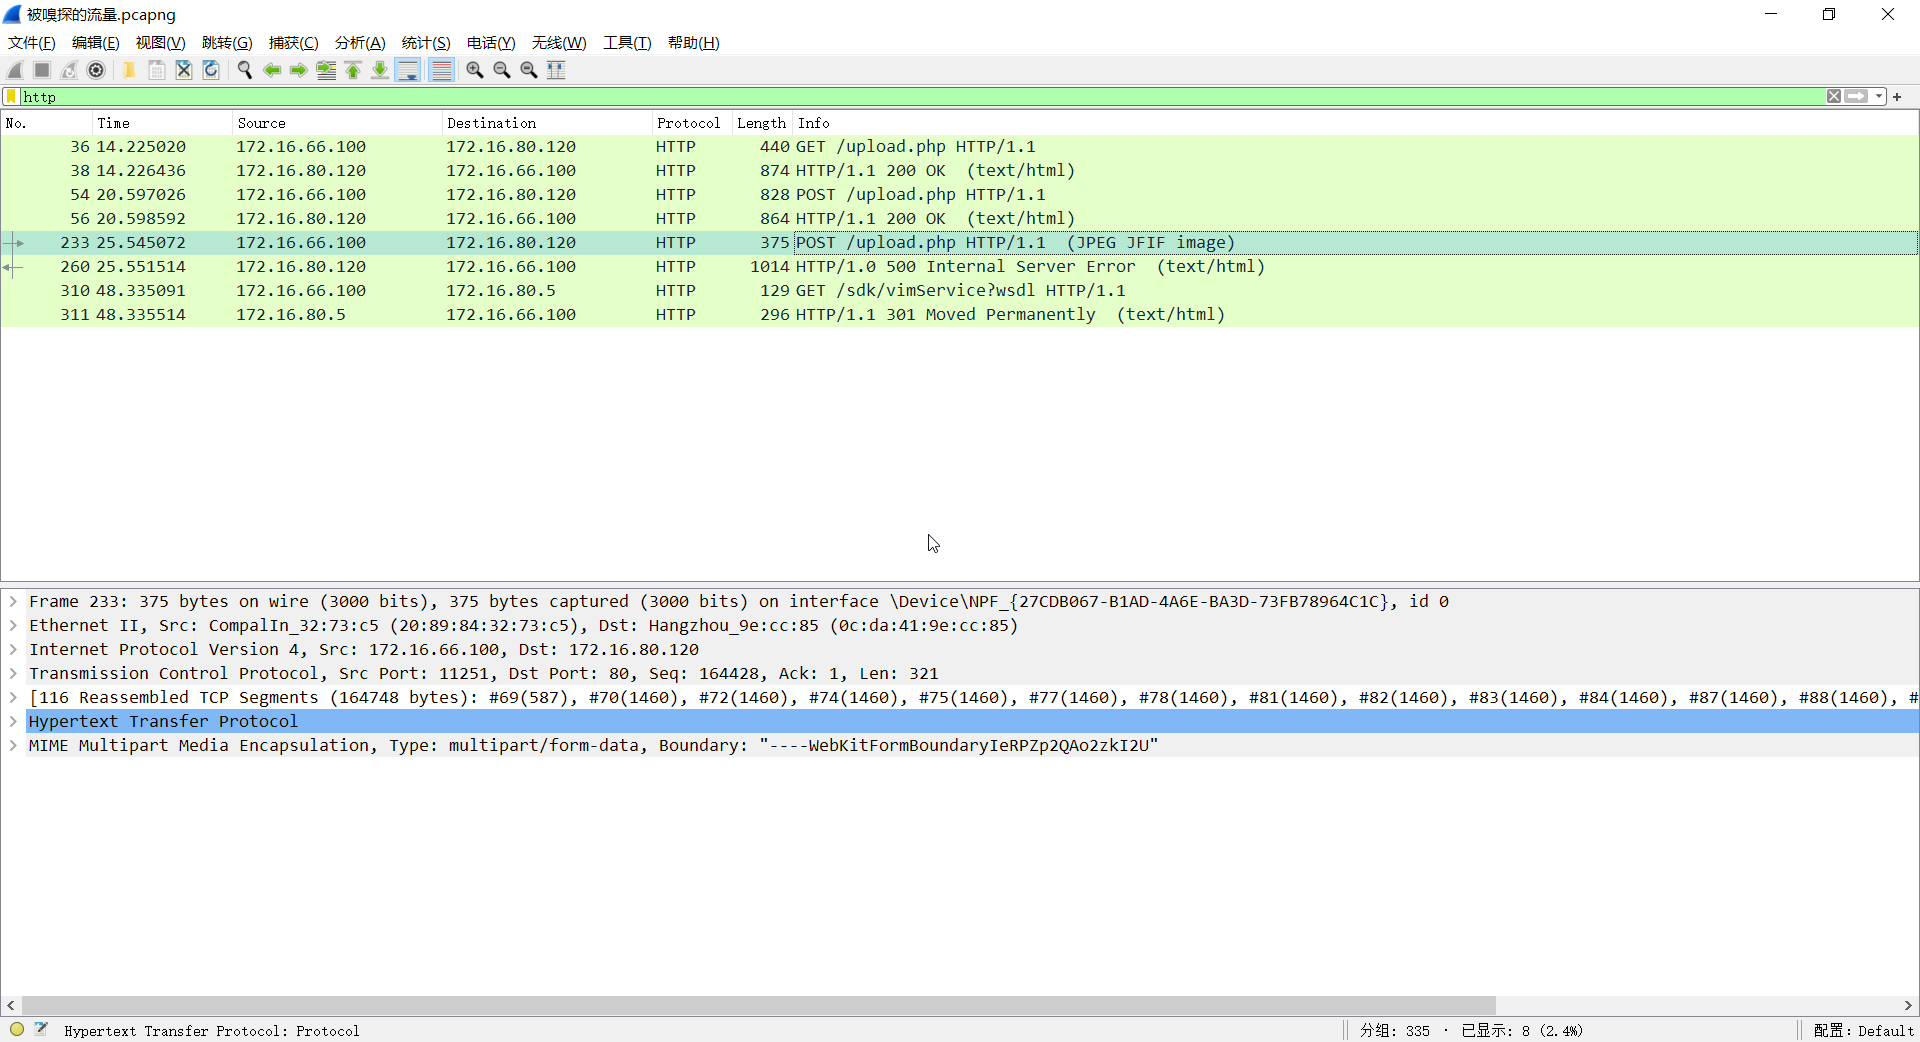 被嗅探的流量.pcapng
文件(F) 编辑(E) 视图(V) 跳转(G) 捕获(C) 分析(A) 统计(S) 电话(Y) 无线(W) 工具(T) 帮助(H)
http
No. Time Source Destination Protocol Length Info
36 14.225020 172.16.66.100 172.16.80.120 HTTP 440 GET /upload.php HTTP/1.1
38 14.226436 172.16.80.120 172.16.66.100 HTTP 874 HTTP/1.1 200 OK (text/html)
54 20.597026 172.16.66.100 172.16.80.120 HTTP 828 POST /upload.php HTTP/1.1
56 20.598592 172.16.80.120 172.16.66.100 HTTP 864 HTTP/1.1 200 OK (text/html)
233 25.545072 172.16.66.100 172.16.80.120 HTTP 375 POST /upload.php HTTP/1.1 (JPEG JFIF image)
260 25.551514 172.16.80.120 172.16.66.100 HTTP 1014 HTTP/1.0 500 Internal Server Error (text/html)
310 48.335091 172.16.66.100 172.16.80.5 HTTP 129 GET /sdk/vimService?wsdl HTTP/1.1
311 48.335514 172.16.80.5 172.16.66.100 HTTP 296 HTTP/1.1 301 Moved Permanently (text/html)
Frame 233: 375 bytes on wire (3000 bits), 375 bytes captured (3000 bits) on interface \Device\NPF_{27CDB067-B1AD-4A6E-BA3D-73FB78964C1C}, id 0
Ethernet II, Src: CompalIn_32:73:c5 (20:89:84:32:73:c5), Dst: Hangzhou_9e:cc:85 (0c:da:41:9e:cc:85)
Internet Protocol Version 4, Src: 172.16.66.100, Dst: 172.16.80.120
Transmission Control Protocol, Src Port: 11251, Dst Port: 80, Seq: 164428, Ack: 1, Len: 321
[116 Reassembled TCP Segments (164748 bytes): #69(587), #70(1460), #72(1460), #74(1460), #75(1460), #77(1460), #78(1460), #81(1460), #82(1460), #83(1460), #84(1460), #87(1460), #88(1460), #
Hypertext Transfer Protocol
MIME Multipart Media Encapsulation, Type: multipart/form-data, Boundary: "----WebKitFormBoundaryIeRPZp2QAo2zkI2U"
Hypertext Transfer Protocol: Protocol 分组: 335 · 已显示: 8 (2.4%) 配置: Default